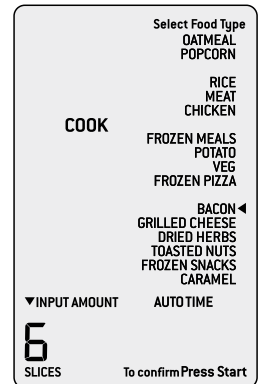 Select Food Type
OATMEAL
POPCORN
RICE
MEAT
CHICKEN
COOK
FROZEN MEALS
POTATO
VEG
FROZEN PIZZA
BACON◀
GRILLED CHEESE
DRIED HERBS
TOASTED NUTS
FROZEN SNACKS
CARAMEL
▼INPUT AMOUNT AUTO TIME
6
SLICES To confirm Press Start